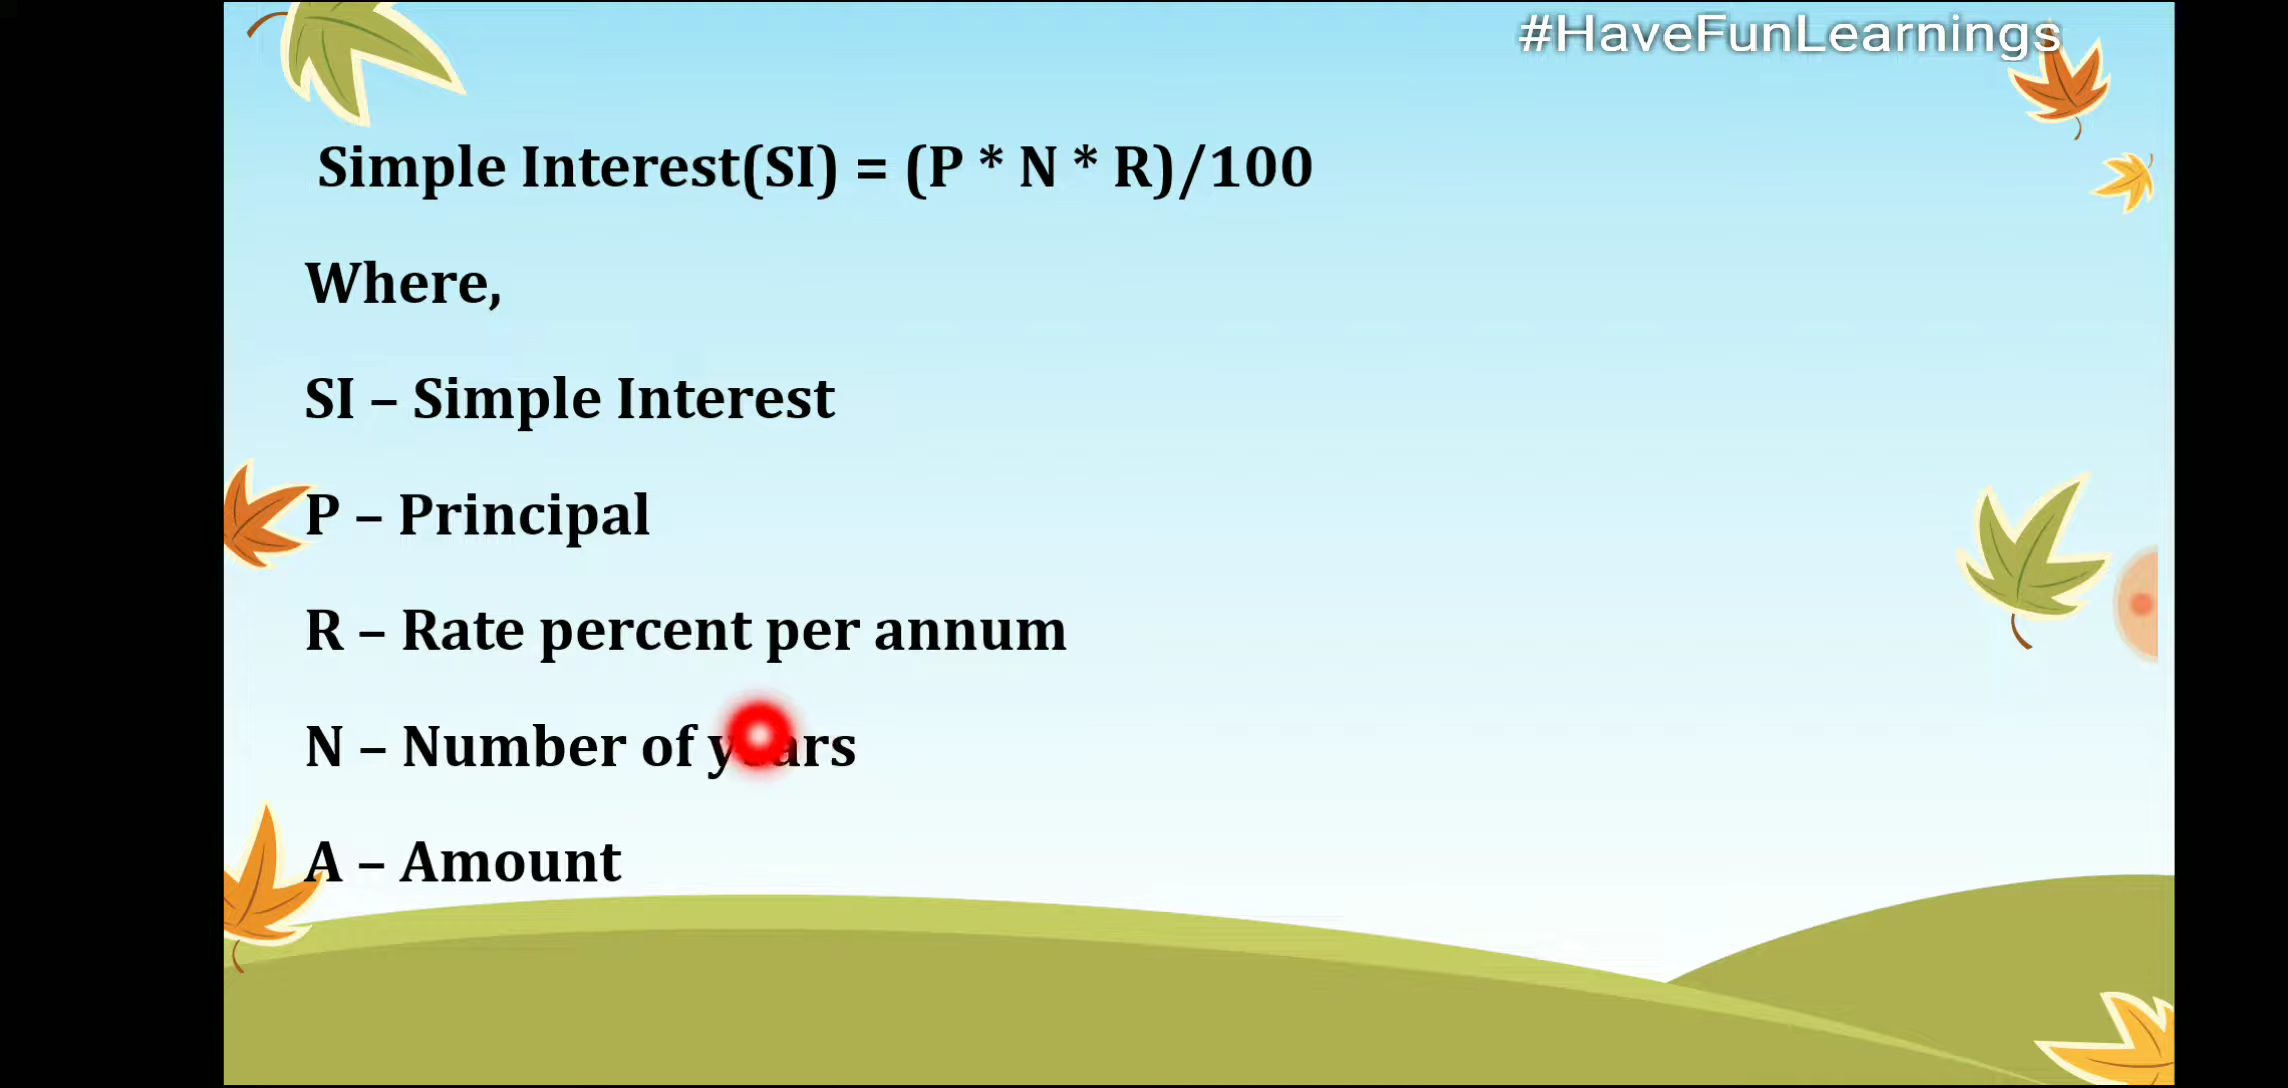 #HaveFunLearnings
Simple Interest(SI) = (P * N * R)/100
Where,
SI – Simple Interest
P – Principal
R – Rate percent per annum
N – Number of years
A – Amount